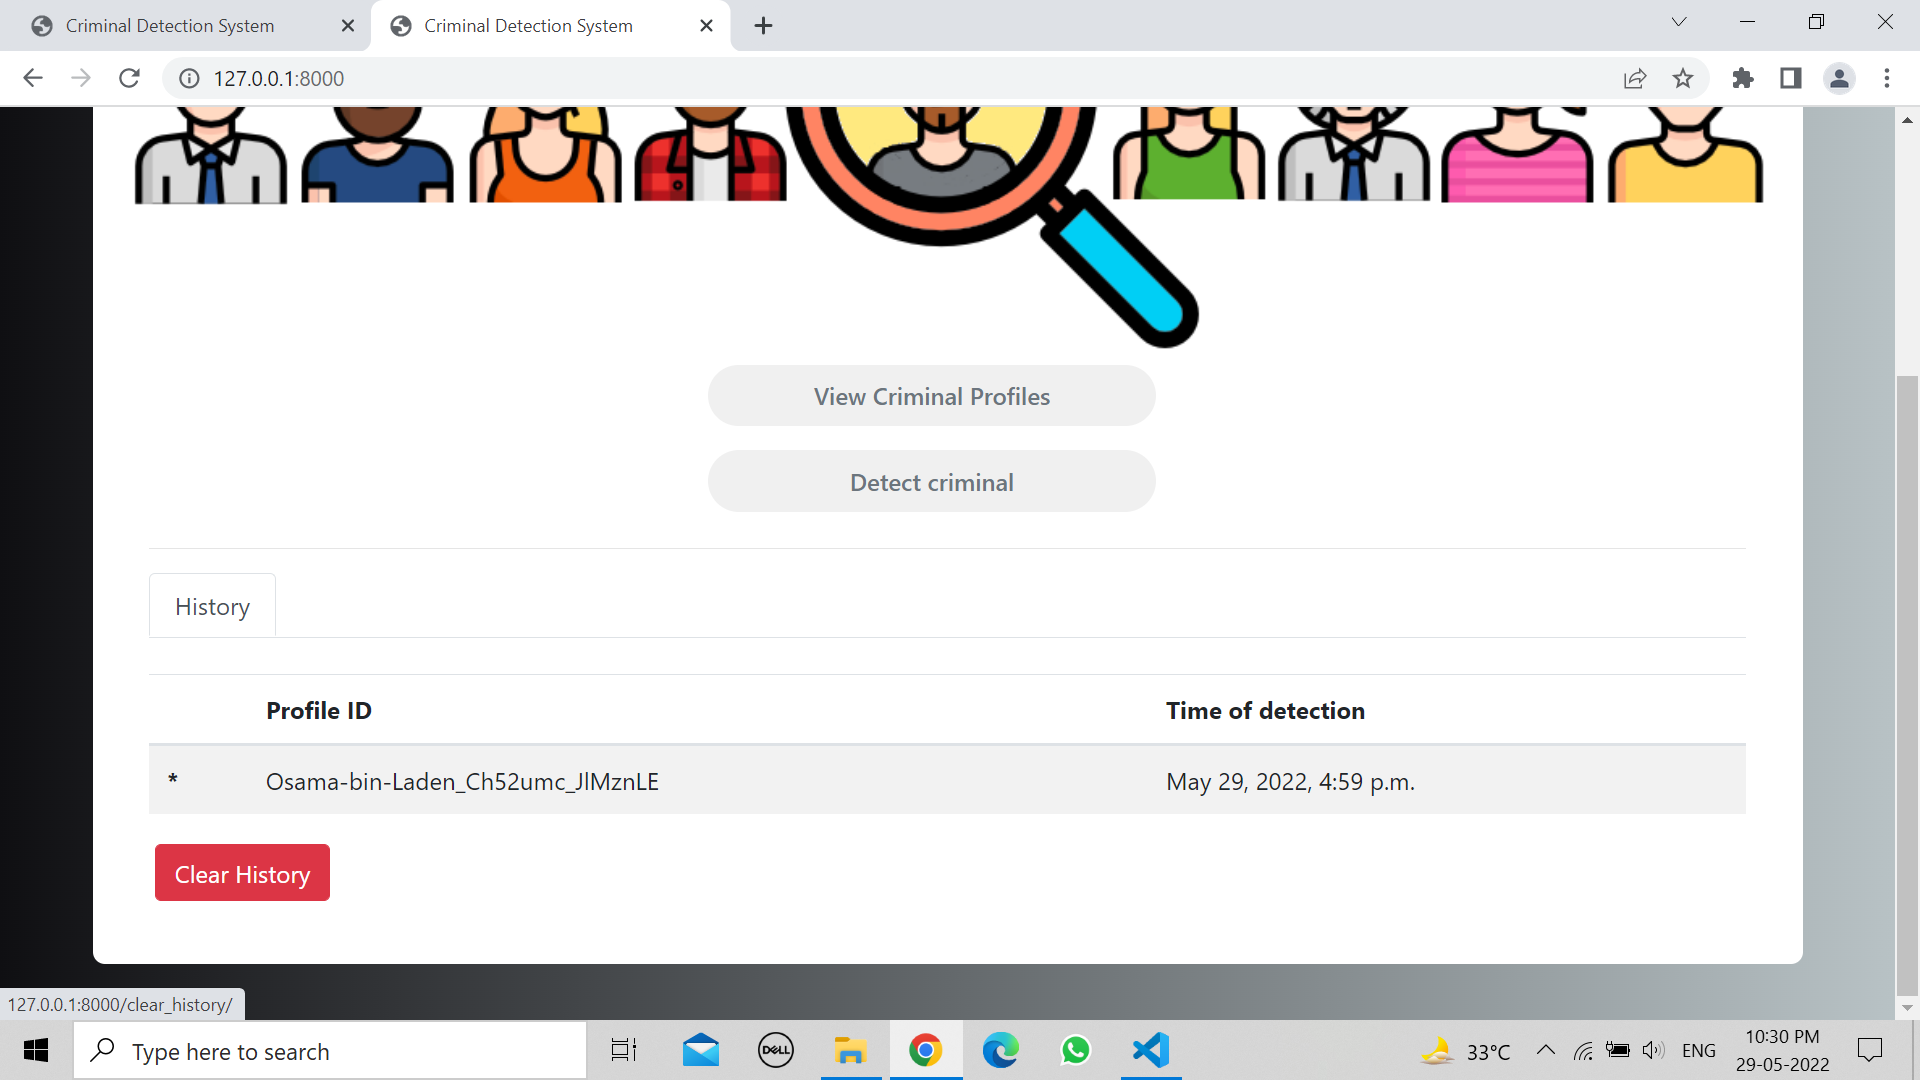 Criminal Detection System
Criminal Detection System
127.0.0.1:8000
View Criminal Profiles
Detect criminal
History
Profile ID Time of detection
* Osama-bin-Laden_Ch52umc_JlMznLE May 29, 2022, 4:59 p.m.
Clear History
127.0.0.1:8000/clear_history/
Type here to search
DELL
33°C
ENG
10:30 PM
29-05-2022